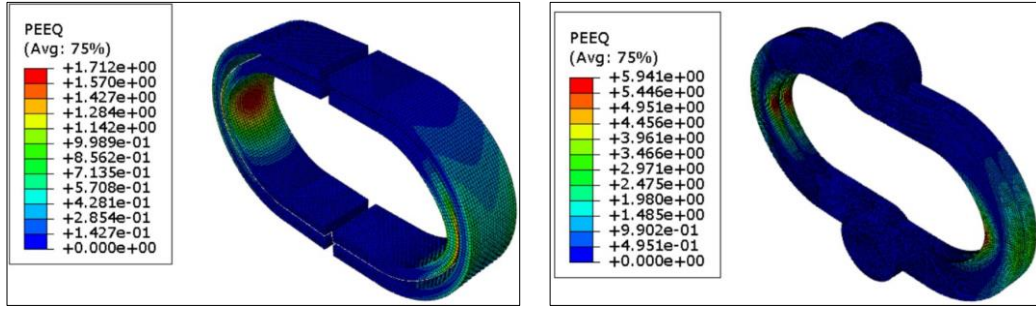 PEEQ
(Avg: 75%)
+1.712e+00
+1.570e+00
+1.427e+00
+1.284e+00
+1.142e+00
+9.989e-01
+8.562e-01
+7.135e-01
+5.708e-01
+4.281e-01
+2.854e-01
+1.427e-01
+0.000e+00
PEEQ
(Avg: 75%)
+5.941e+00
+5.446e+00
+4.951e+00
+4.456e+00
+3.961e+00
+3.466e+00
+2.971e+00
+2.475e+00
+1.980e+00
+1.485e+00
+9.902e-01
+4.951e-01
+0.000e+00